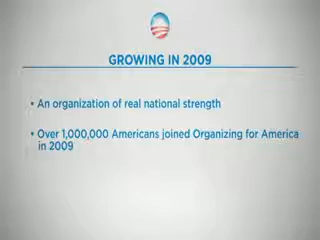 GROWING IN 2009
• An organization of real national strength
• Over 1,000,000 Americans joined Organizing for America
in 2009